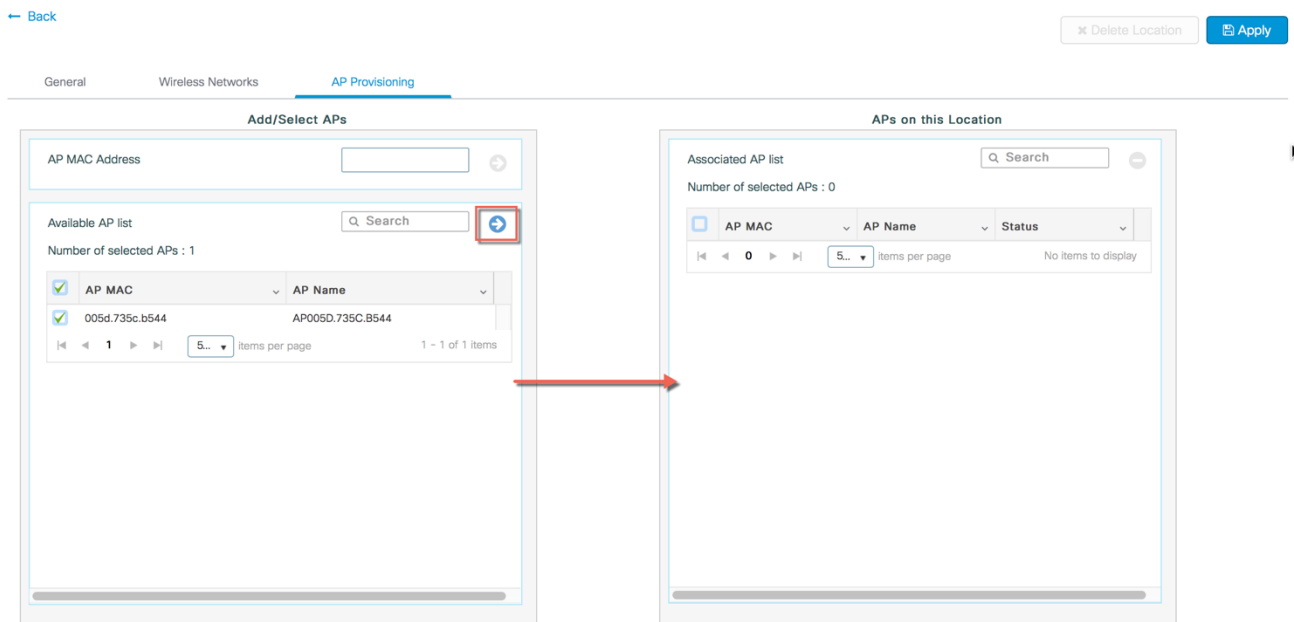 ← Back
✖ Delete Location
Apply
General
Wireless Networks
AP Provisioning
Add/Select APs
AP MAC Address
Available AP list
Search
Number of selected APs : 1
AP MAC
AP Name
005d.735c.b544
AP005D.735C.B544
1
5...
items per page
1 - 1 of 1 items
APs on this Location
Associated AP list
Search
Number of selected APs : 0
AP MAC
AP Name
Status
0
5...
items per page
No items to display